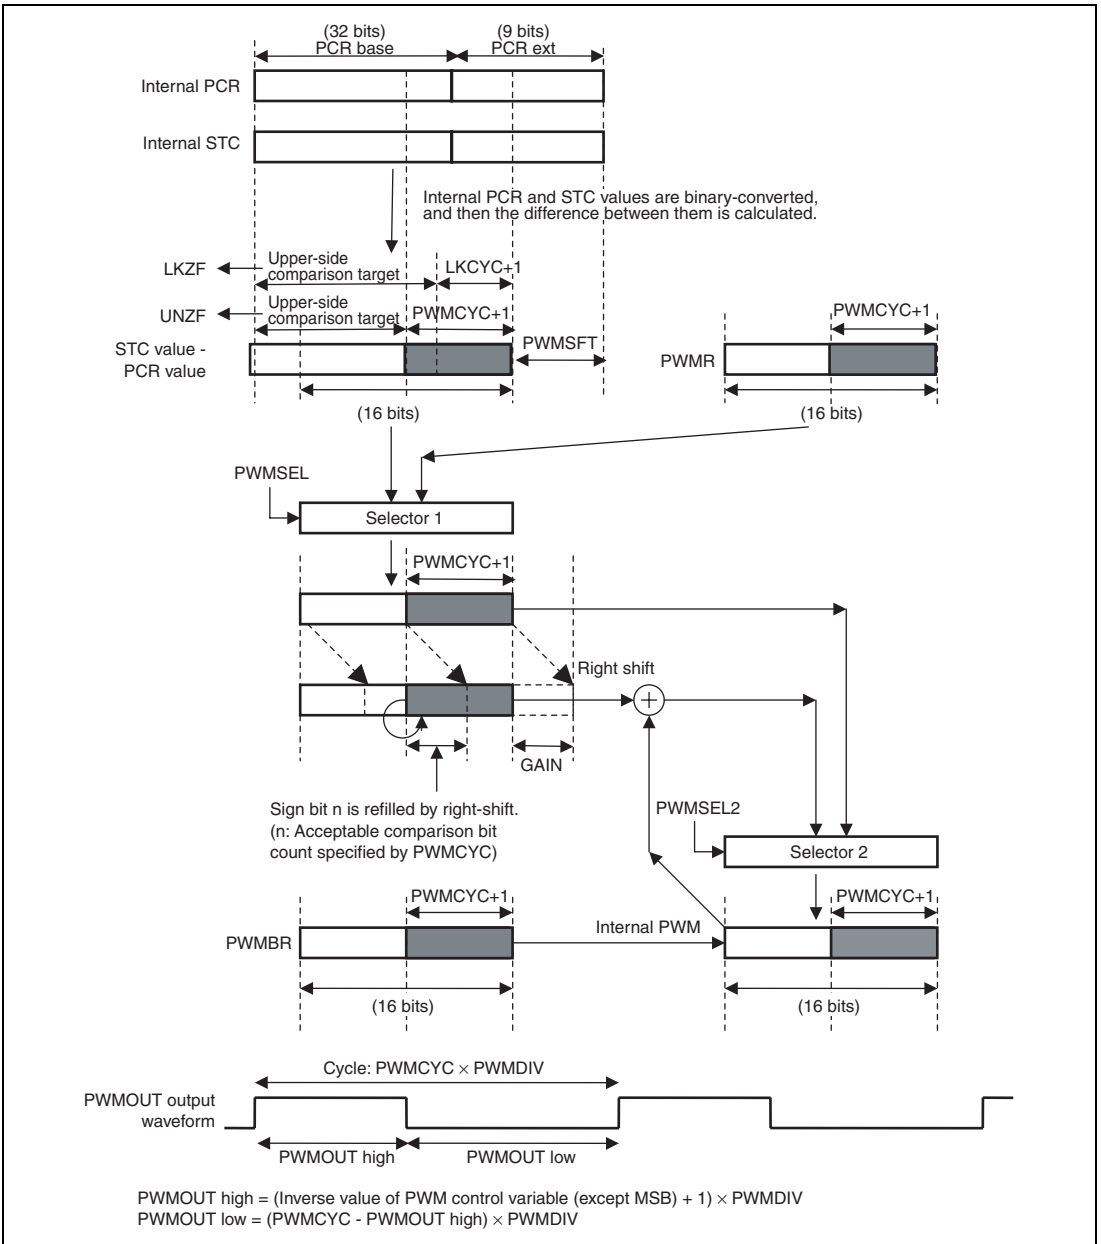 (32 bits)
PCR base
(9 bits)
PCR ext
Internal PCR
Internal STC
Internal PCR and STC values are binary-converted,
and then the difference between them is calculated.
LKZF
Upper-side
comparison target
LKCYC+1
UNZF
Upper-side
comparison target
PWMCYC+1
STC value -
PCR value
PWMSFT
PWMR
PWMCYC+1
(16 bits)
(16 bits)
PWMSEL
Selector 1
PWMCYC+1
Right shift
+
GAIN
Sign bit n is refilled by right-shift.
(n: Acceptable comparison bit
count specified by PWMCYC)
PWMSEL2
Selector 2
PWMCYC+1
PWMCYC+1
PWMBR
Internal PWM
(16 bits)
(16 bits)
Cycle: PWMCYC × PWMDIV
PWMOUT output
waveform
PWMOUT high
PWMOUT low
PWMOUT high = (Inverse value of PWM control variable (except MSB) + 1) × PWMDIV
PWMOUT low = (PWMCYC - PWMOUT high) × PWMDIV